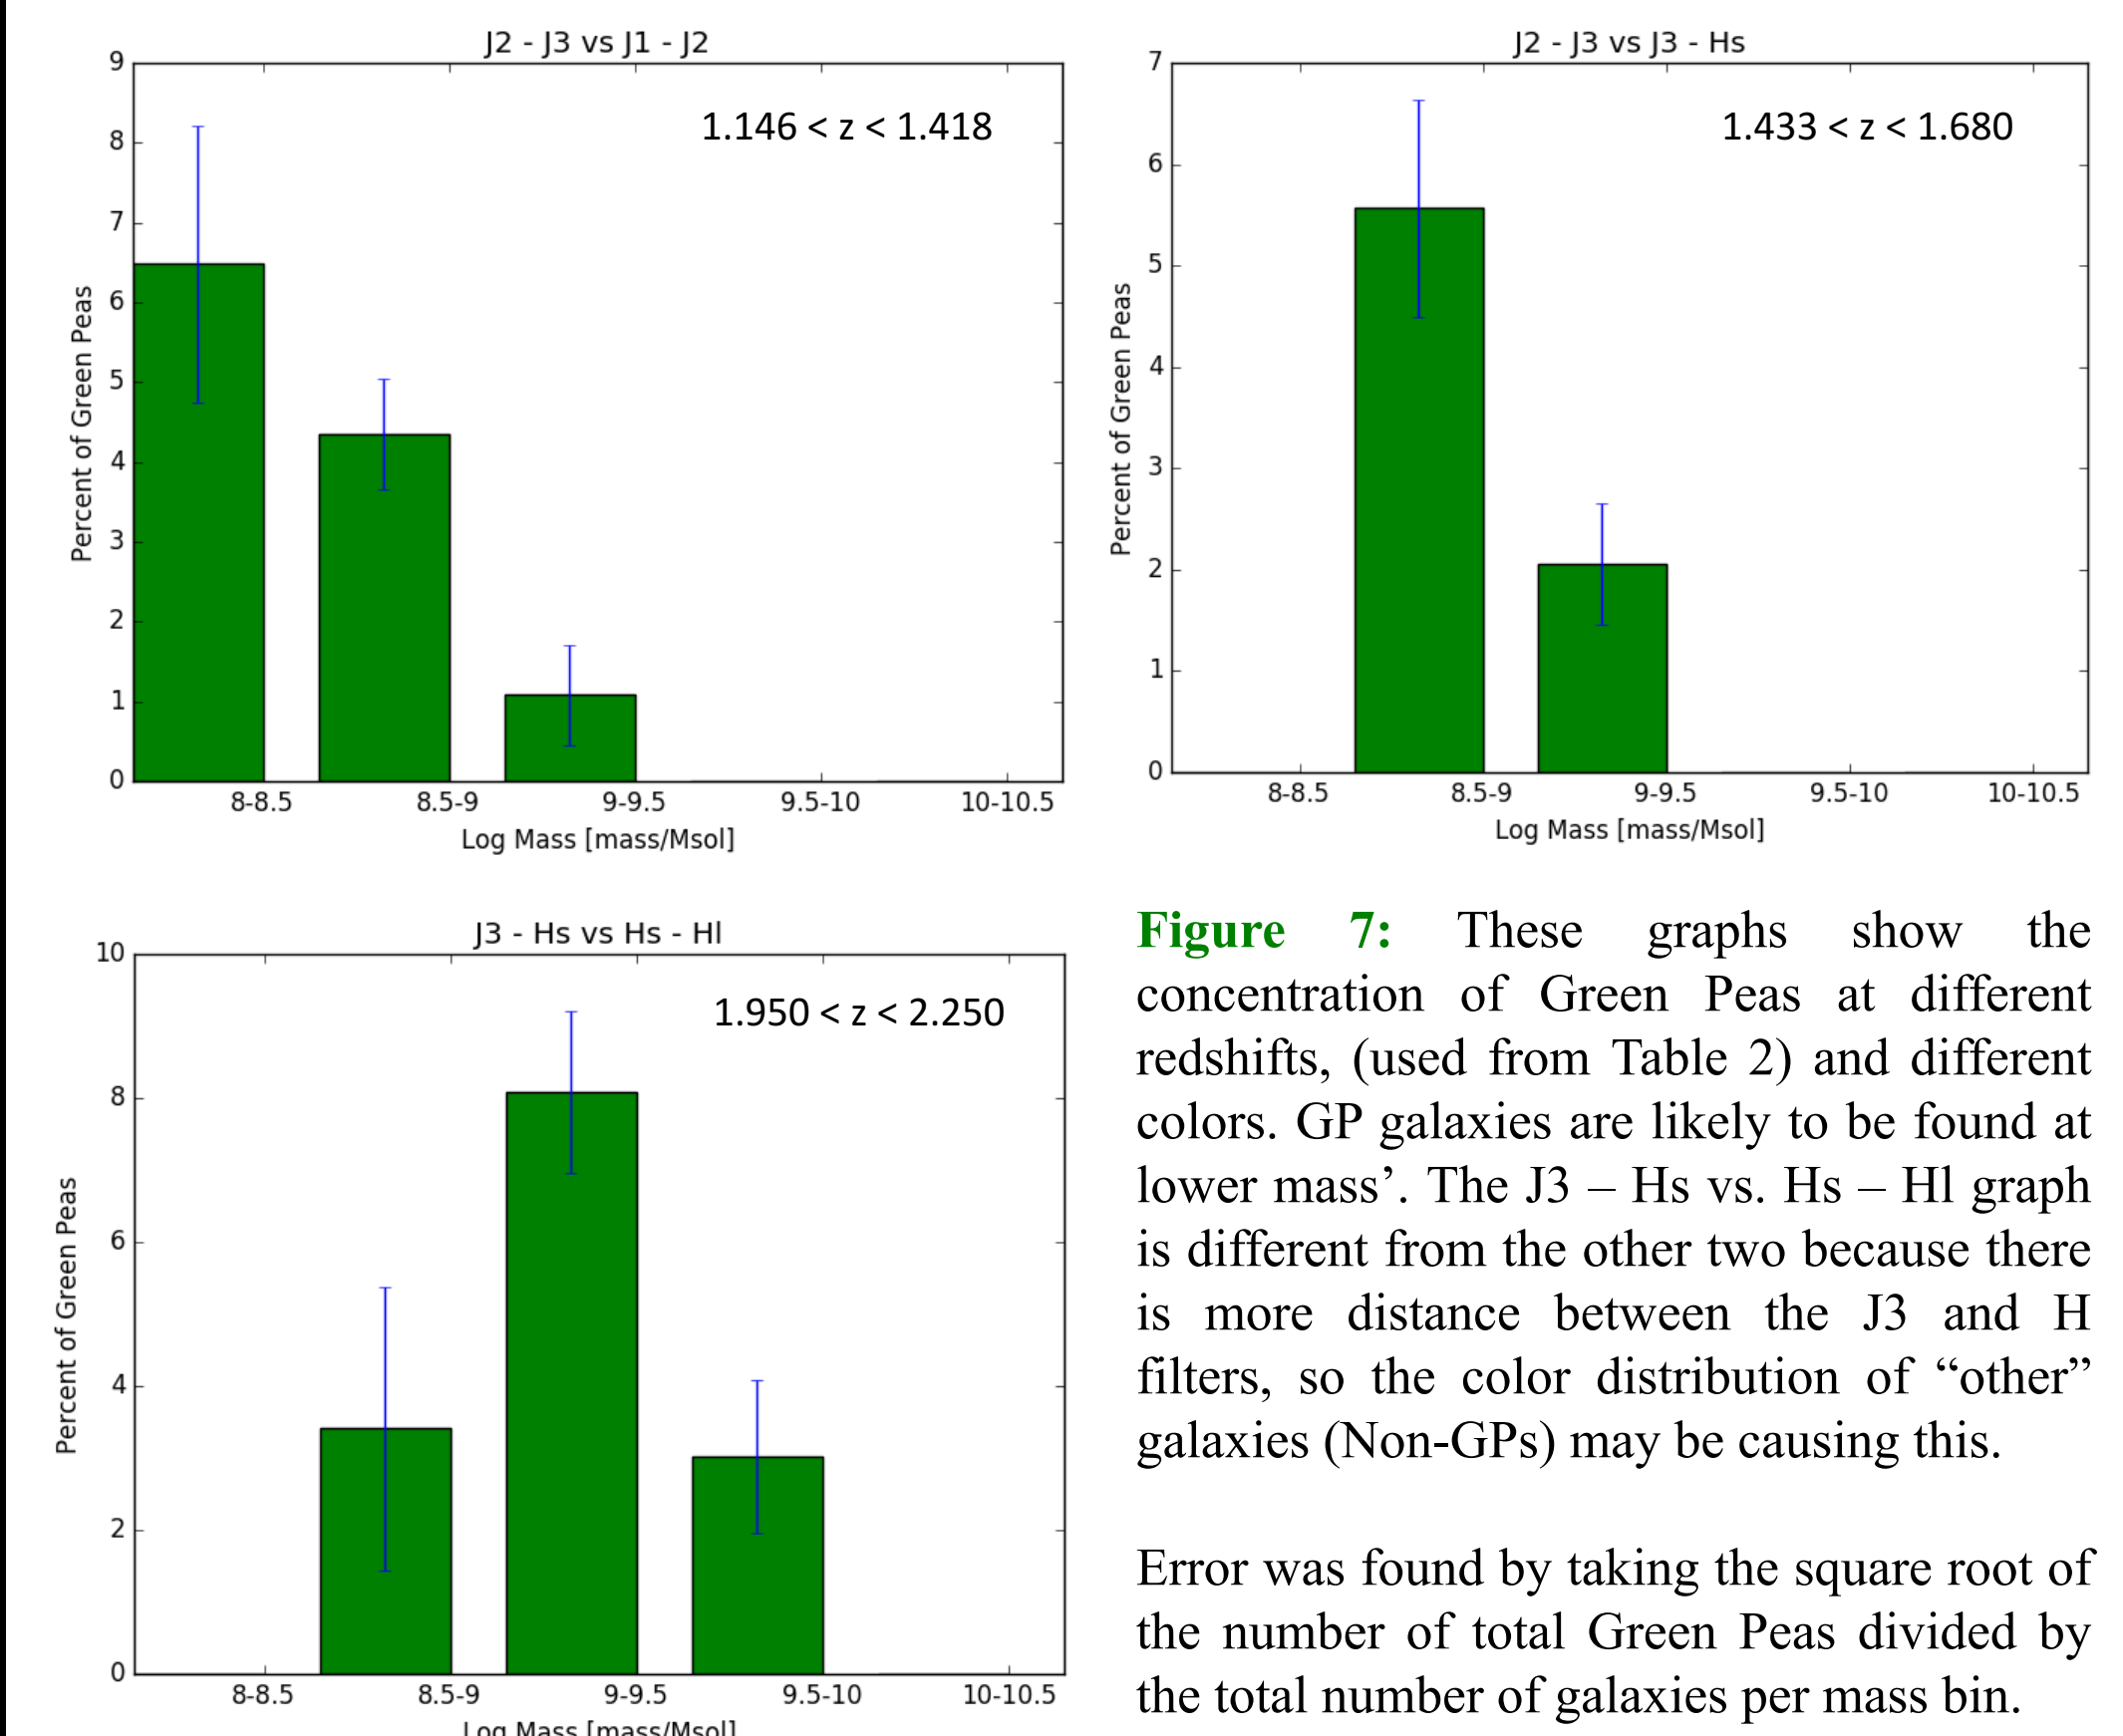 J2 - J3 vs J1 - J2
1.146 < z < 1.418
9
8
7
6
5
4
3
2
1
0
Percent of Green Peas
8-8.5 8.5-9 9-9.5 9.5-10 10-10.5
Log Mass [mass/Msol]
J2 - J3 vs J3 - Hs
1.433 < z < 1.680
7
6
5
4
3
2
1
0
Percent of Green Peas
8-8.5 8.5-9 9-9.5 9.5-10 10-10.5
Log Mass [mass/Msol]
J3 - Hs vs Hs - Hl
1.950 < z < 2.250
10
8
6
4
2
0
Percent of Green Peas
8-8.5 8.5-9 9-9.5 9.5-10 10-10.5
Log Mass [mass/Msol]
Figure 7: These graphs show the
concentration of Green Peas at different
redshifts, (used from Table 2) and different
colors. GP galaxies are likely to be found at
lower mass’. The J3 – Hs vs. Hs – Hl graph
is different from the other two because there
is more distance between the J3 and H
filters, so the color distribution of “other”
galaxies (Non-GPs) may be causing this.
Error was found by taking the square root of
the number of total Green Peas divided by
the total number of galaxies per mass bin.